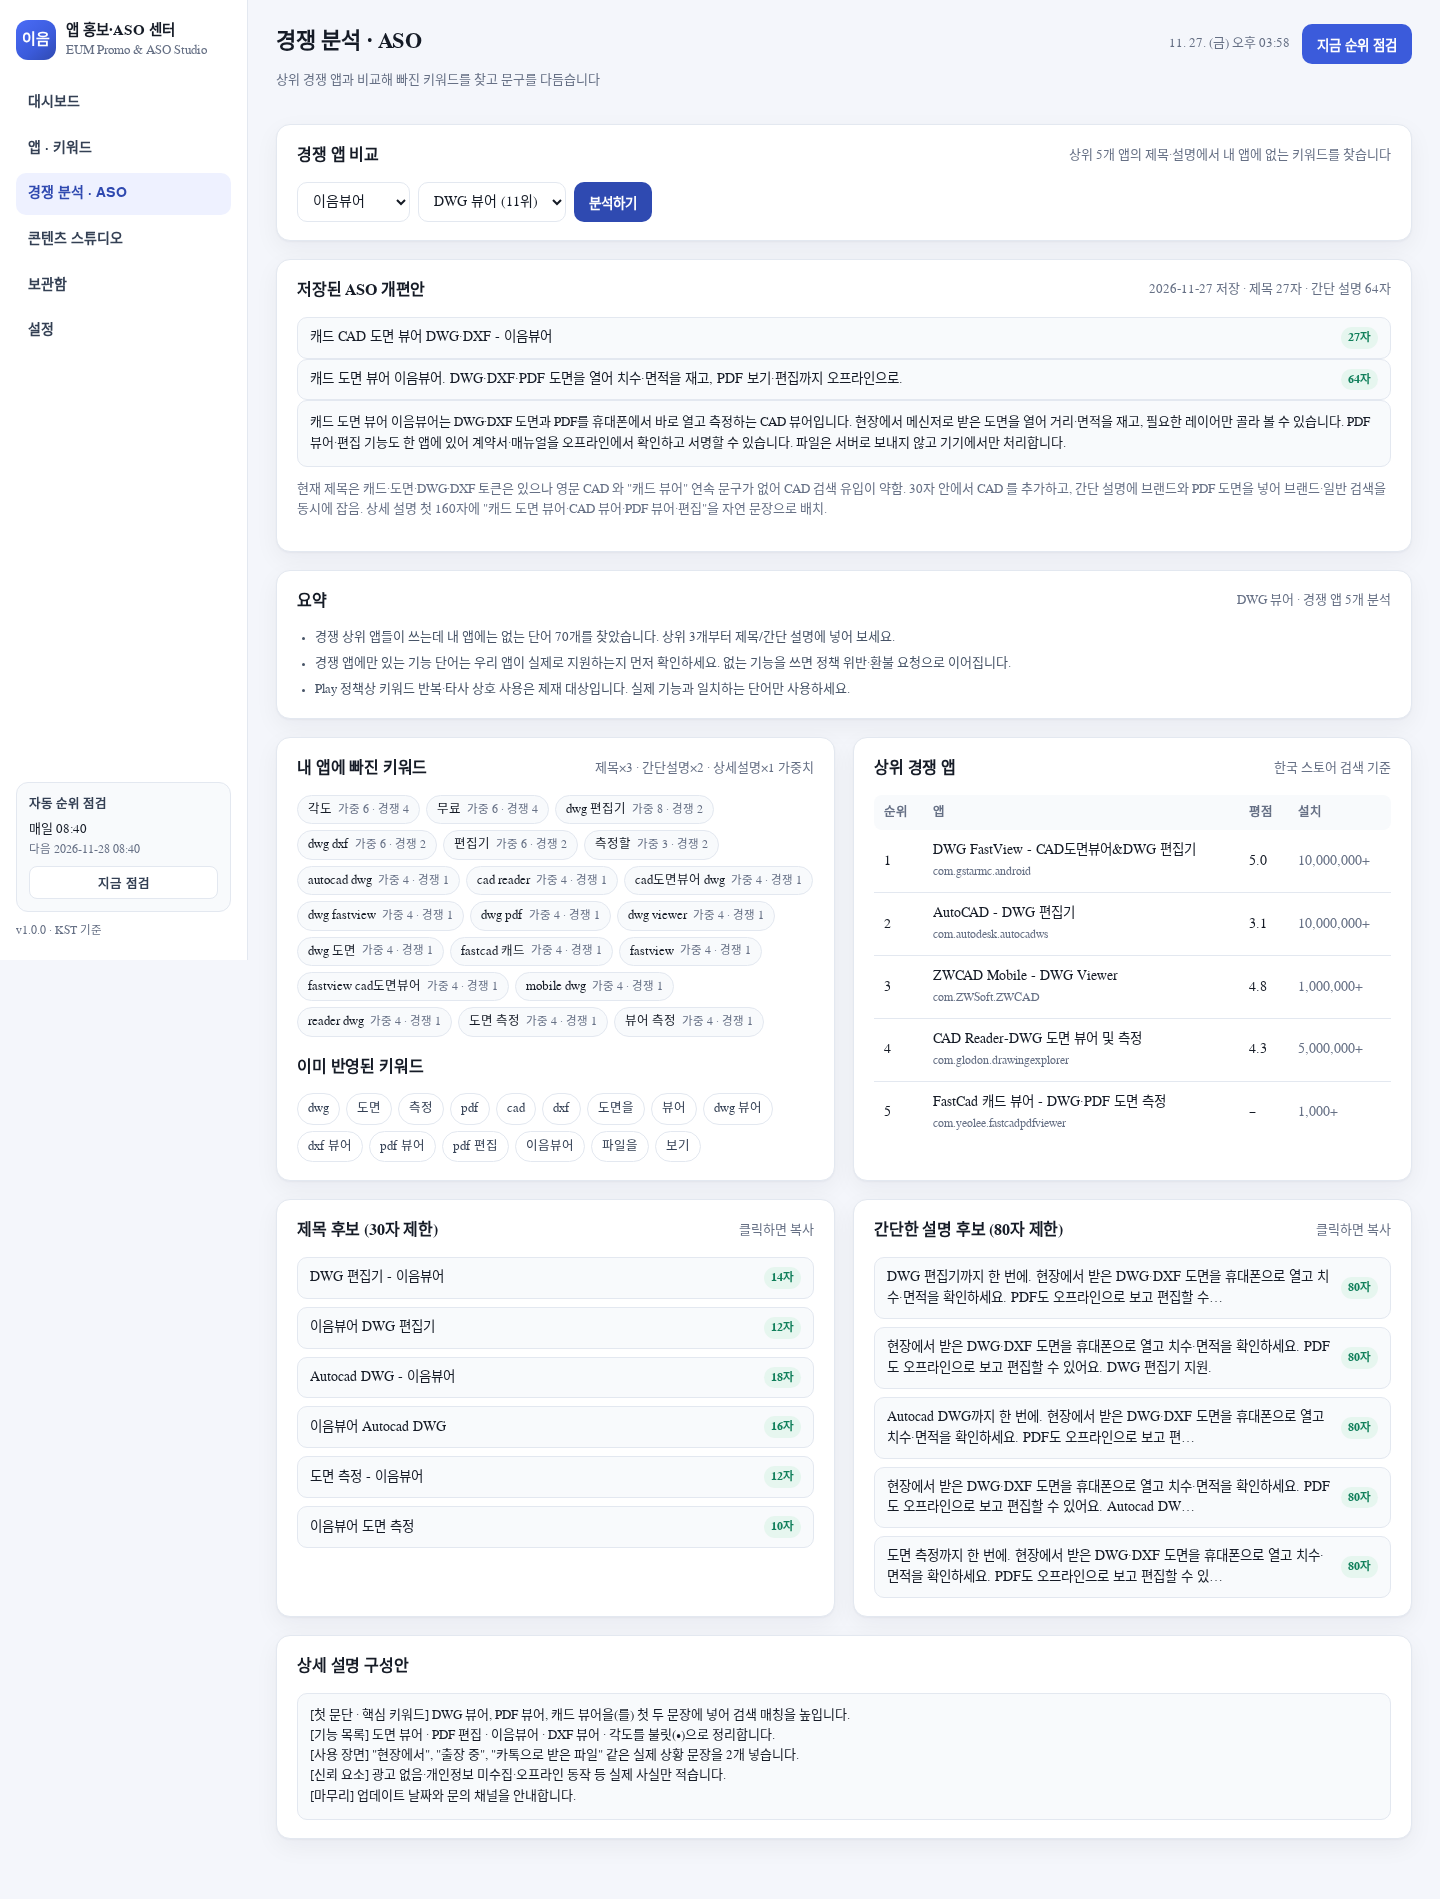 이음
앱 홍보·ASO 센터
EUM Promo & ASO Studio
대시보드
앱 · 키워드
경쟁 분석 · ASO
콘텐츠 스튜디오
보관함
설정
자동 순위 점검
매일 08:40
다음 2026-11-28 08:40
지금 점검
v1.0.0 · KST 기준
경쟁 분석 · ASO
상위 경쟁 앱과 비교해 빠진 키워드를 찾고 문구를 다듬습니다
11. 27. (금) 오후 03:58
지금 순위 점검
경쟁 앱 비교
상위 5개 앱의 제목·설명에서 내 앱에 없는 키워드를 찾습니다
이음뷰어
DWG 뷰어 (11위)
분석하기
저장된 ASO 개편안
2026-11-27 저장 · 제목 27자 · 간단 설명 64자
캐드 CAD 도면 뷰어 DWG·DXF - 이음뷰어
27자
캐드 도면 뷰어 이음뷰어. DWG·DXF·PDF 도면을 열어 치수·면적을 재고, PDF 보기·편집까지 오프라인으로.
64자
캐드 도면 뷰어 이음뷰어는 DWG·DXF 도면과 PDF를 휴대폰에서 바로 열고 측정하는 CAD 뷰어입니다. 현장에서 메신저로 받은 도면을 열어 거리·면적을 재고, 필요한 레이어만 골라 볼 수 있습니다. PDF
뷰어·편집 기능도 한 앱에 있어 계약서·매뉴얼을 오프라인에서 확인하고 서명할 수 있습니다. 파일은 서버로 보내지 않고 기기에서만 처리합니다.
현재 제목은 캐드·도면·DWG·DXF 토큰은 있으나 영문 CAD 와 "캐드 뷰어" 연속 문구가 없어 CAD 검색 유입이 약함. 30자 안에서 CAD 를 추가하고, 간단 설명에 브랜드와 PDF 도면을 넣어 브랜드·일반 검색을
동시에 잡음. 상세 설명 첫 160자에 "캐드 도면 뷰어·CAD 뷰어·PDF 뷰어·편집"을 자연 문장으로 배치.
요약
DWG 뷰어 · 경쟁 앱 5개 분석
• 경쟁 상위 앱들이 쓰는데 내 앱에는 없는 단어 70개를 찾았습니다. 상위 3개부터 제목/간단 설명에 넣어 보세요.
• 경쟁 앱에만 있는 기능 단어는 우리 앱이 실제로 지원하는지 먼저 확인하세요. 없는 기능을 쓰면 정책 위반·환불 요청으로 이어집니다.
• Play 정책상 키워드 반복·타사 상호 사용은 제재 대상입니다. 실제 기능과 일치하는 단어만 사용하세요.
내 앱에 빠진 키워드
제목×3 · 간단설명×2 · 상세설명×1 가중치
각도 가중 6 · 경쟁 4
무료 가중 6 · 경쟁 4
dwg 편집기 가중 8 · 경쟁 2
dwg dxf 가중 6 · 경쟁 2
편집기 가중 6 · 경쟁 2
측정할 가중 3 · 경쟁 2
autocad dwg 가중 4 · 경쟁 1
cad reader 가중 4 · 경쟁 1
cad도면뷰어 dwg 가중 4 · 경쟁 1
dwg fastview 가중 4 · 경쟁 1
dwg pdf 가중 4 · 경쟁 1
dwg viewer 가중 4 · 경쟁 1
dwg 도면 가중 4 · 경쟁 1
fastcad 캐드 가중 4 · 경쟁 1
fastview 가중 4 · 경쟁 1
fastview cad도면뷰어 가중 4 · 경쟁 1
mobile dwg 가중 4 · 경쟁 1
reader dwg 가중 4 · 경쟁 1
도면 측정 가중 4 · 경쟁 1
뷰어 측정 가중 4 · 경쟁 1
이미 반영된 키워드
dwg
도면
측정
pdf
cad
dxf
도면을
뷰어
dwg 뷰어
dxf 뷰어
pdf 뷰어
pdf 편집
이음뷰어
파일을
보기
상위 경쟁 앱
한국 스토어 검색 기준
순위 앱 평점 설치
1 DWG FastView - CAD도면뷰어&DWG 편집기 5.0 10,000,000+
com.gstarmc.android
2 AutoCAD - DWG 편집기 3.1 10,000,000+
com.autodesk.autocadws
3 ZWCAD Mobile - DWG Viewer 4.8 1,000,000+
com.ZWSoft.ZWCAD
4 CAD Reader-DWG 도면 뷰어 및 측정 4.3 5,000,000+
com.glodon.drawingexplorer
5 FastCad 캐드 뷰어 - DWG·PDF 도면 측정 – 1,000+
com.yeolee.fastcadpdfviewer
제목 후보 (30자 제한)
클릭하면 복사
DWG 편집기 - 이음뷰어
14자
이음뷰어 DWG 편집기
12자
Autocad DWG - 이음뷰어
18자
이음뷰어 Autocad DWG
16자
도면 측정 - 이음뷰어
12자
이음뷰어 도면 측정
10자
간단한 설명 후보 (80자 제한)
클릭하면 복사
DWG 편집기까지 한 번에. 현장에서 받은 DWG·DXF 도면을 휴대폰으로 열고 치
수·면적을 확인하세요. PDF도 오프라인으로 보고 편집할 수…
80자
현장에서 받은 DWG·DXF 도면을 휴대폰으로 열고 치수·면적을 확인하세요. PDF
도 오프라인으로 보고 편집할 수 있어요. DWG 편집기 지원.
80자
Autocad DWG까지 한 번에. 현장에서 받은 DWG·DXF 도면을 휴대폰으로 열고
치수·면적을 확인하세요. PDF도 오프라인으로 보고 편…
80자
현장에서 받은 DWG·DXF 도면을 휴대폰으로 열고 치수·면적을 확인하세요. PDF
도 오프라인으로 보고 편집할 수 있어요. Autocad DW…
80자
도면 측정까지 한 번에. 현장에서 받은 DWG·DXF 도면을 휴대폰으로 열고 치수·
면적을 확인하세요. PDF도 오프라인으로 보고 편집할 수 있…
80자
상세 설명 구성안
[첫 문단 · 핵심 키워드] DWG 뷰어, PDF 뷰어, 캐드 뷰어을(를) 첫 두 문장에 넣어 검색 매칭을 높입니다.
[기능 목록] 도면 뷰어 · PDF 편집 · 이음뷰어 · DXF 뷰어 · 각도를 불릿(•)으로 정리합니다.
[사용 장면] "현장에서", "출장 중", "카톡으로 받은 파일" 같은 실제 상황 문장을 2개 넣습니다.
[신뢰 요소] 광고 없음·개인정보 미수집·오프라인 동작 등 실제 사실만 적습니다.
[마무리] 업데이트 날짜와 문의 채널을 안내합니다.